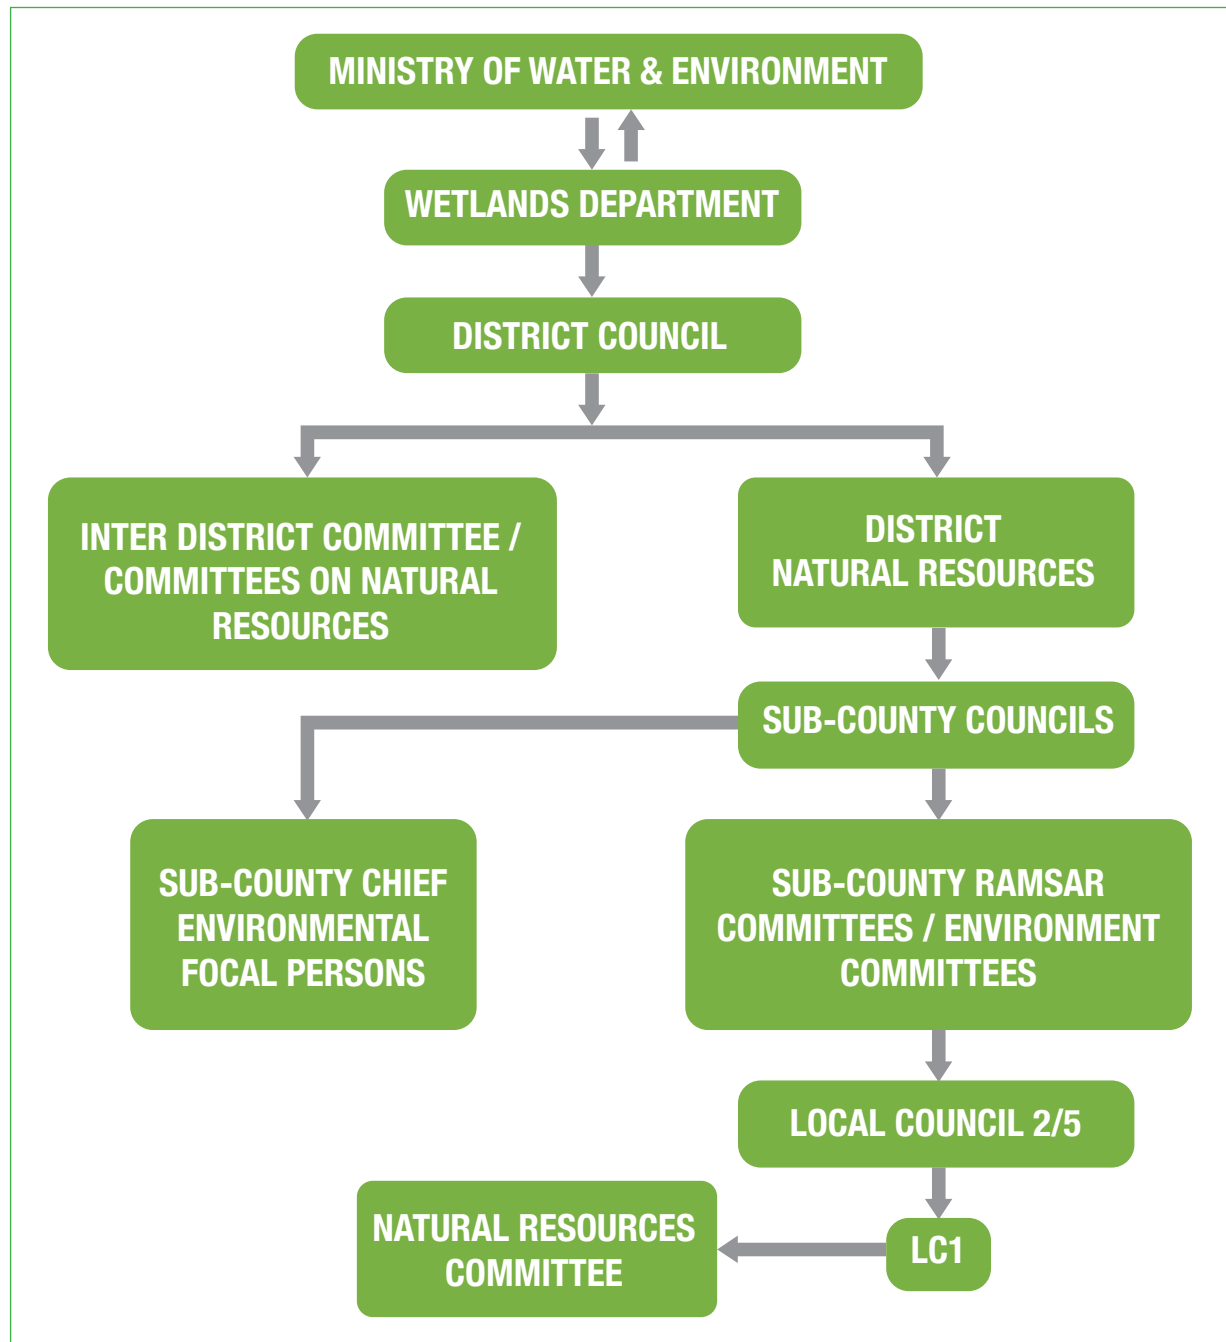 MINISTRY OF WATER & ENVIRONMENT
WETLANDS DEPARTMENT
DISTRICT COUNCIL
INTER DISTRICT COMMITTEE /
COMMITTEES ON NATURAL
RESOURCES
DISTRICT
NATURAL RESOURCES
SUB-COUNTY COUNCILS
SUB-COUNTY CHIEF
ENVIRONMENTAL
FOCAL PERSONS
SUB-COUNTY RAMSAR
COMMITTEES / ENVIRONMENT
COMMITTEES
LOCAL COUNCIL 2/5
NATURAL RESOURCES
COMMITTEE
LC1